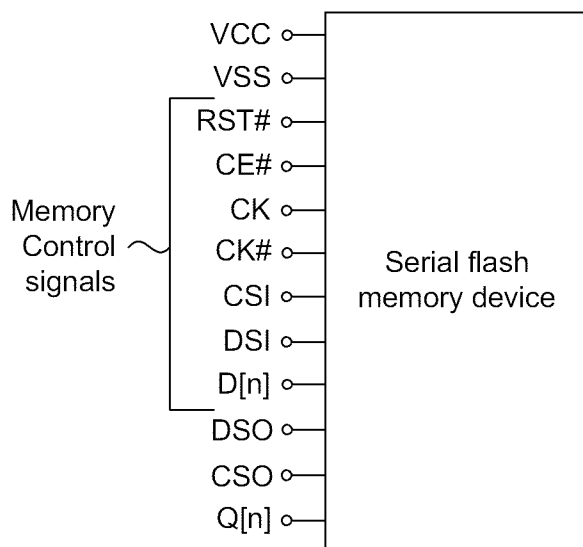 VCC
VSS
RST#
CE#
CK
CK#
CSI
DSI
D[n]
DSO
CSO
Q[n]
Memory
Control
signals
Serial flash
memory device